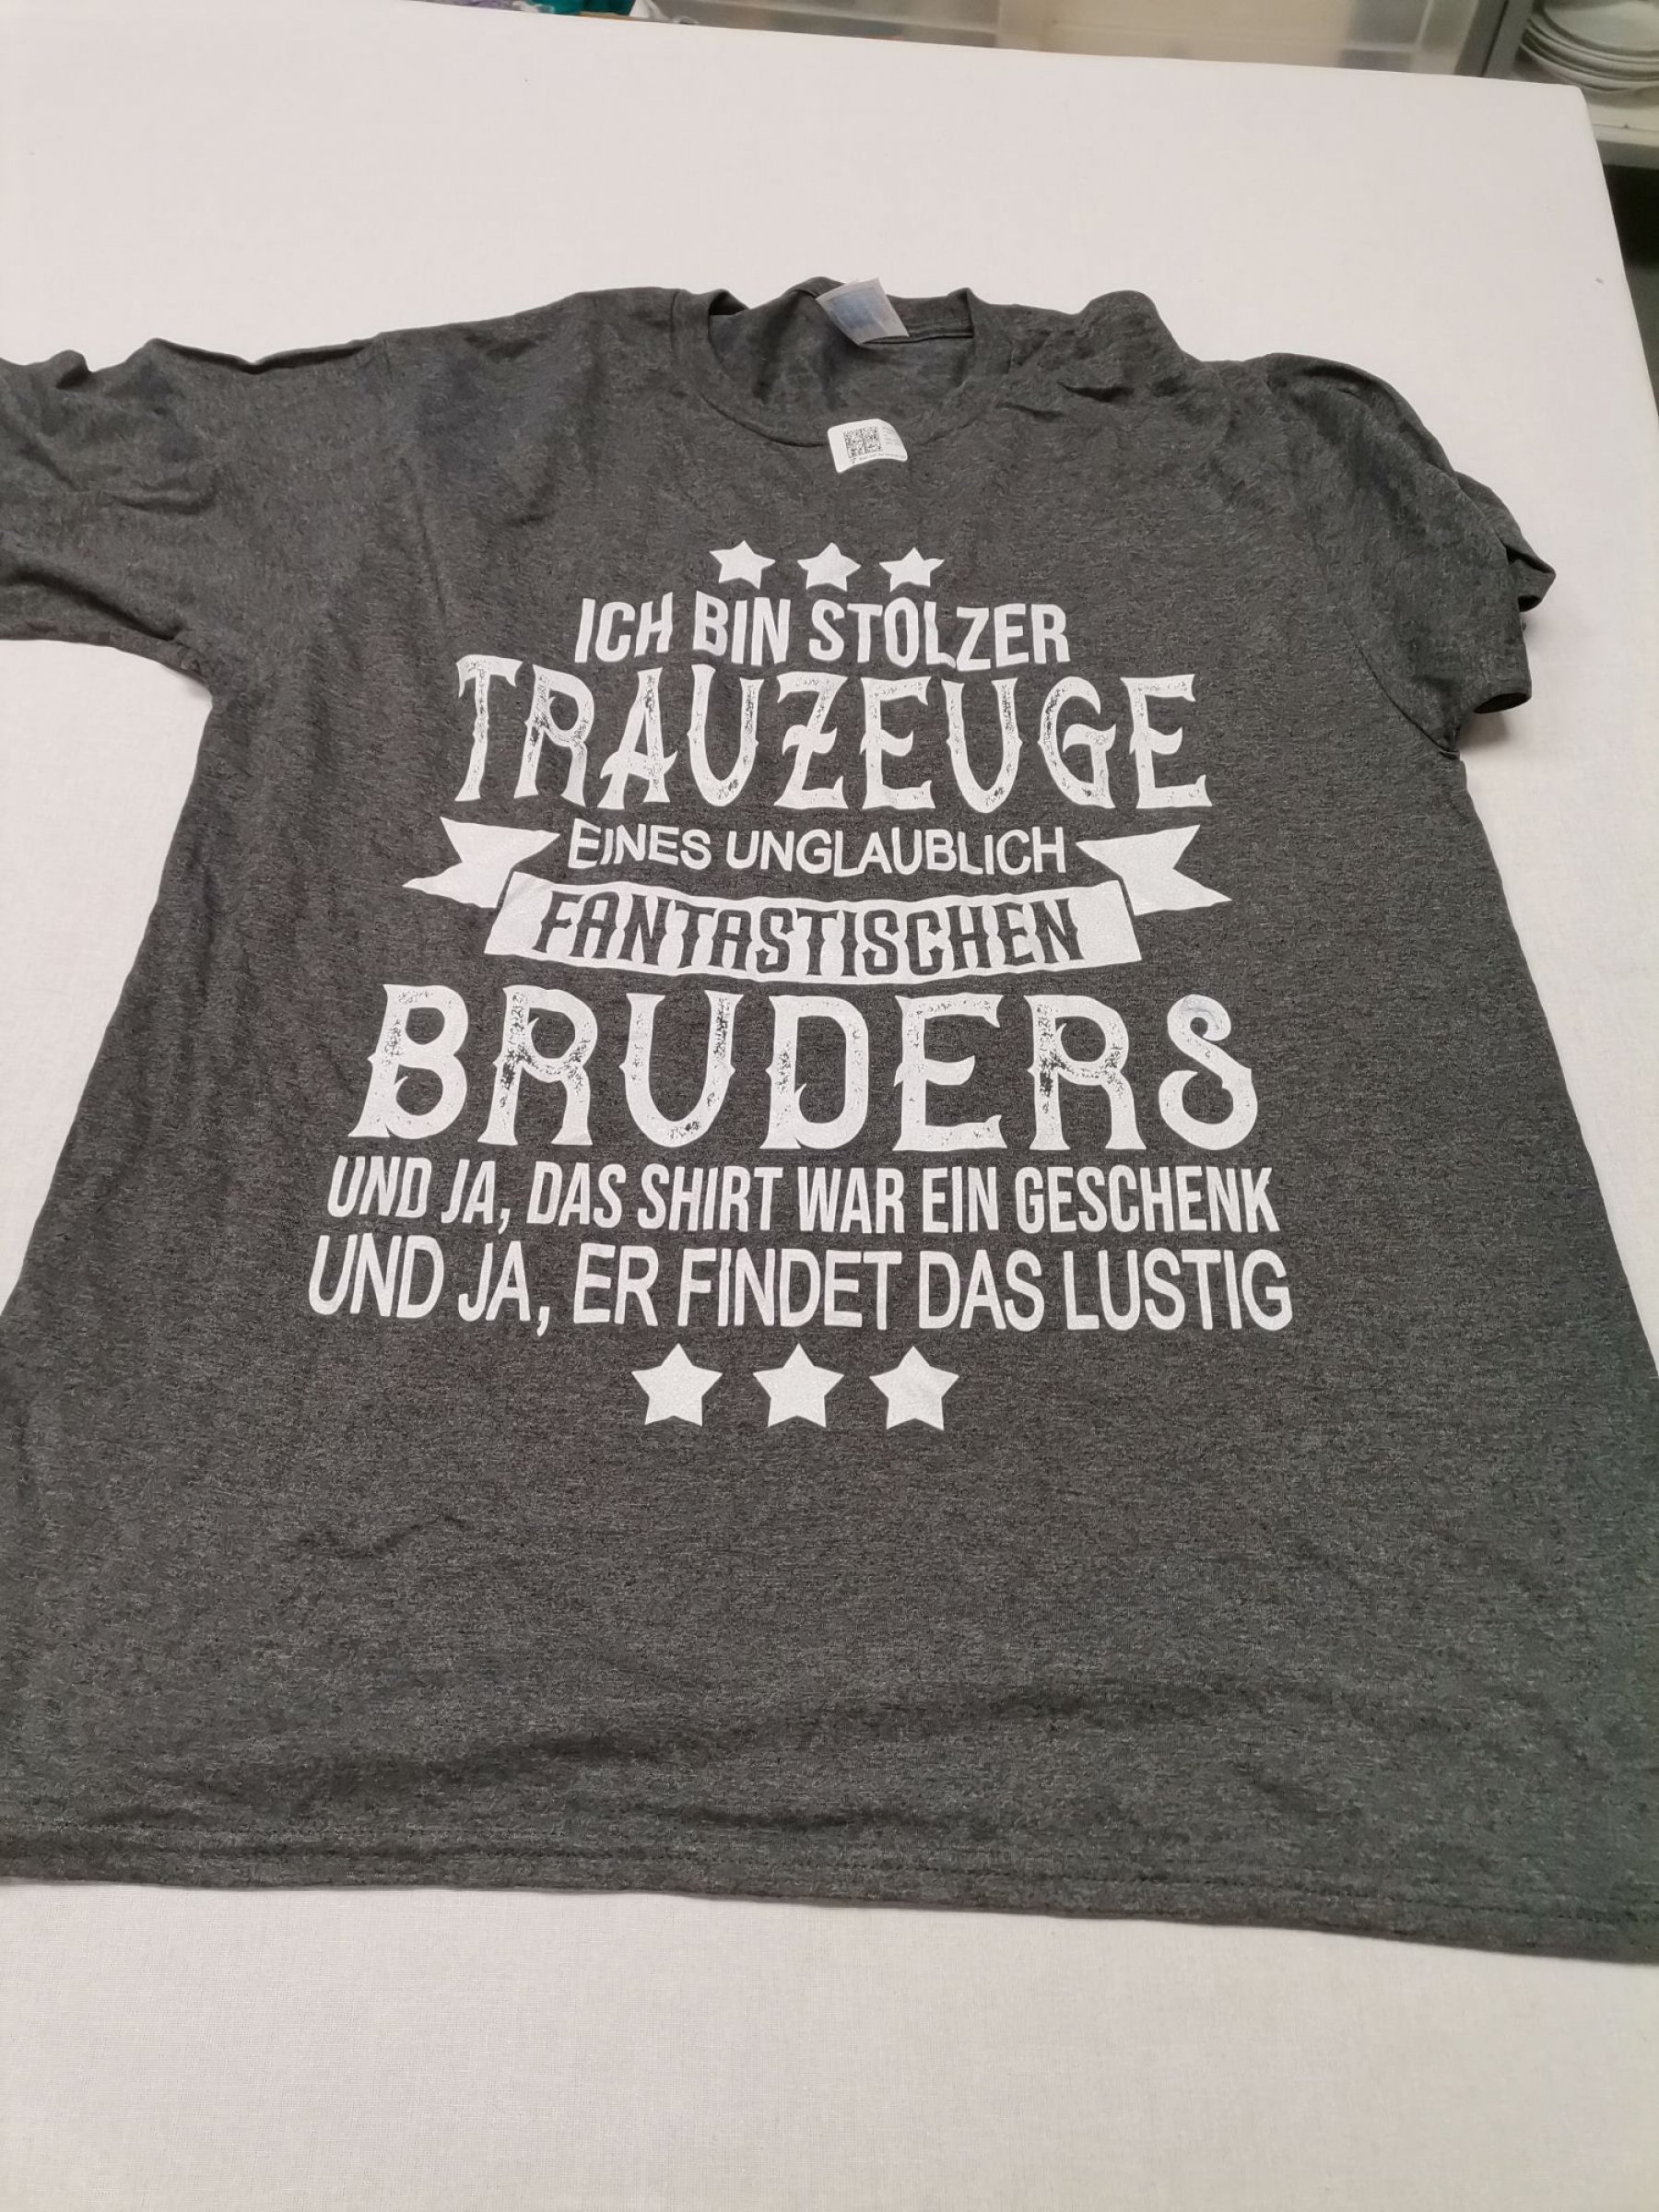 ICH BIN STOLZER
TRAUZEUGE
EINES UNGLAUBLICH
FANTASTISCHEN
BRUDERS
UND JA, DAS SHIRT WAR EIN GESCHENK
UND JA, ER FINDET DAS LUSTIG